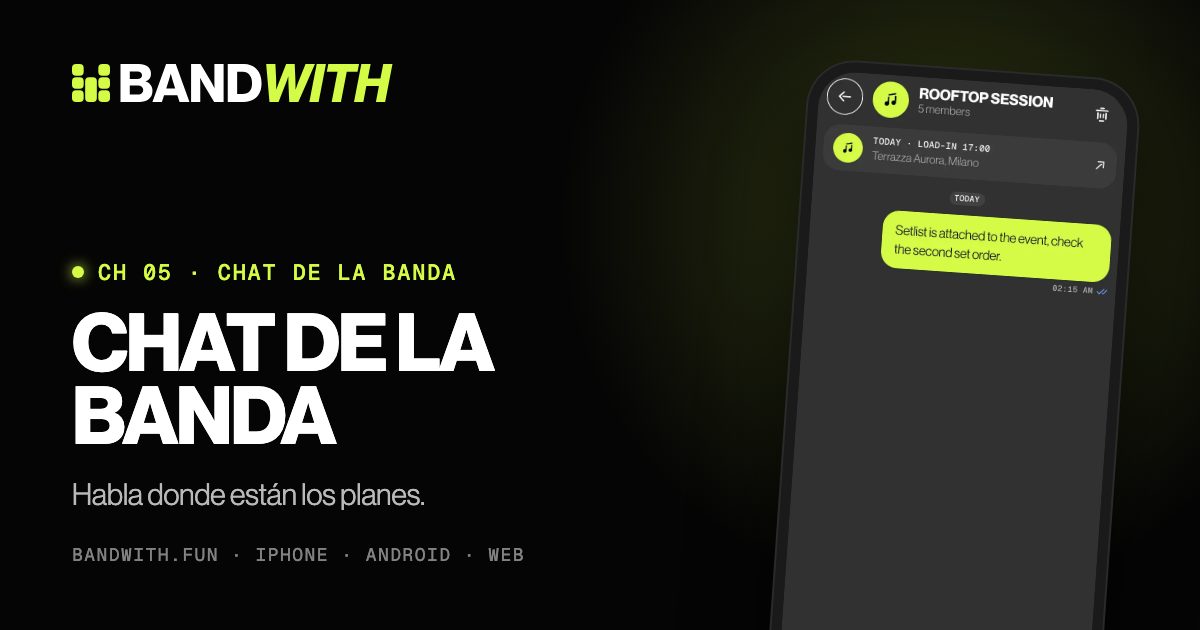 BANDWITH
CH 05 · CHAT DE LA BANDA
CHAT DE LA
BANDA
Habla donde están los planes.
BANDWITH.FUN · IPHONE · ANDROID · WEB
ROOFTOP SESSION
5 members
TODAY · LOAD-IN 17:00
Terrazza Aurora, Milano
TODAY
Setlist is attached to the event, check
the second set order.
02:15 AM